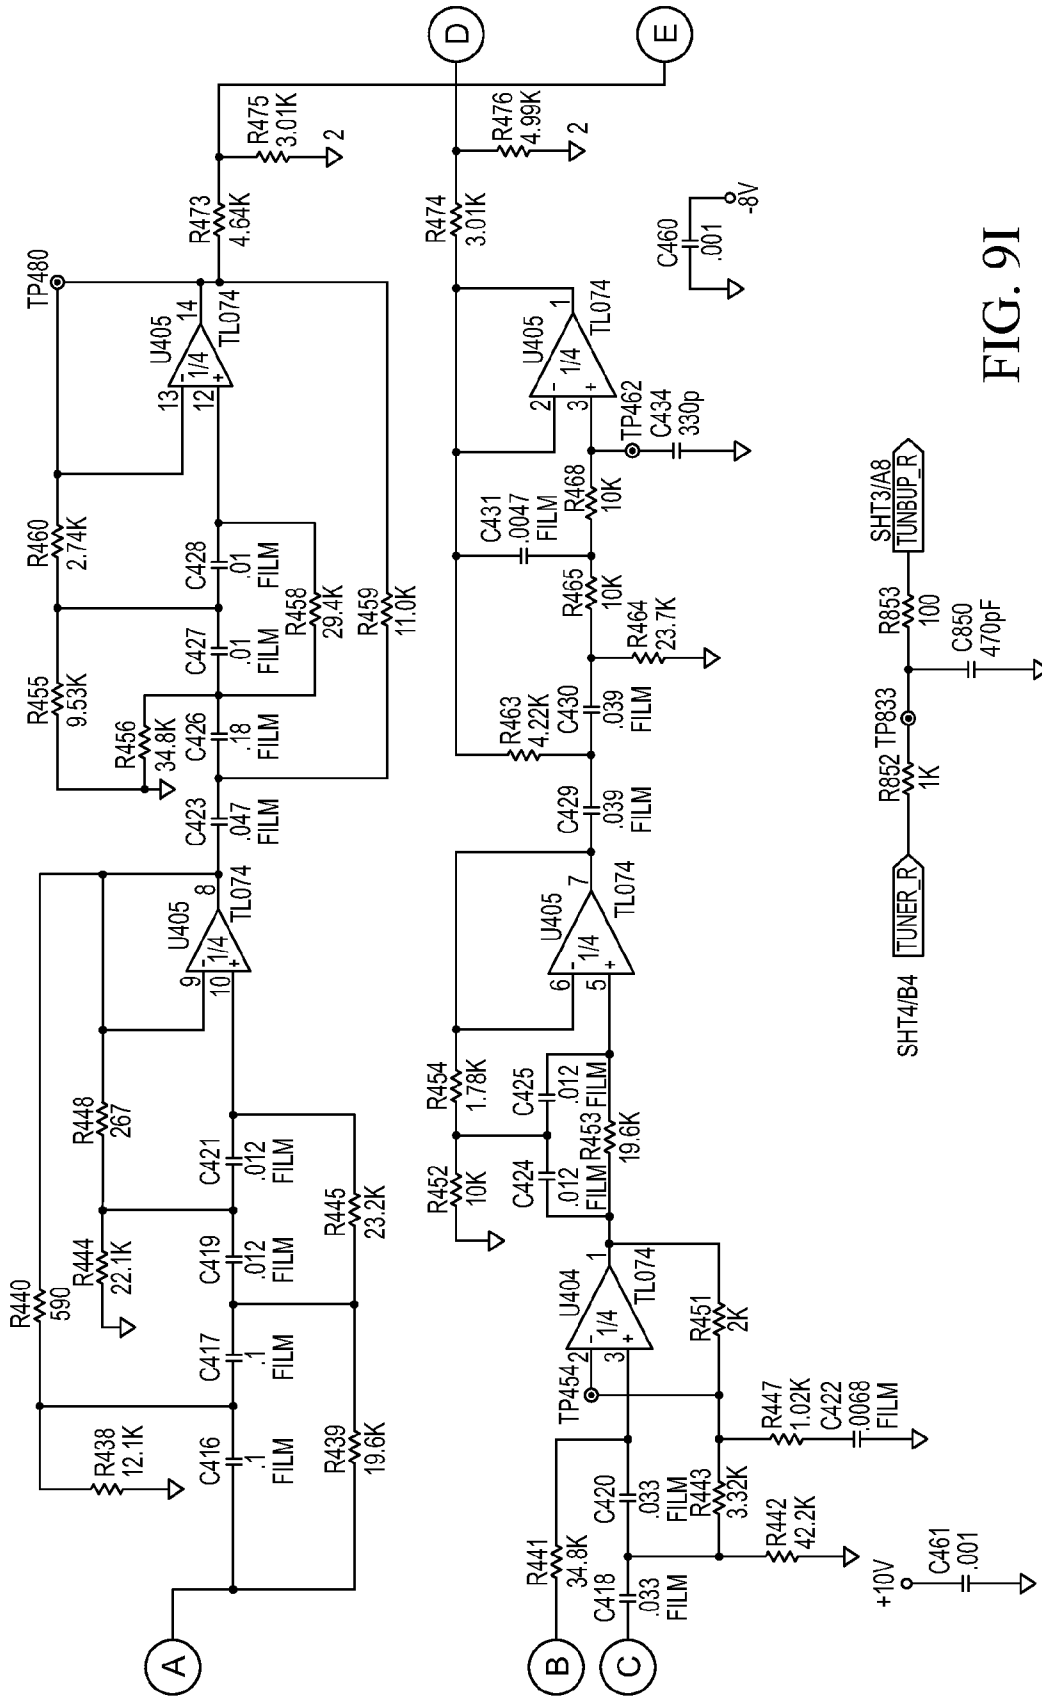 A
R438
12.1K
R440
590
R444
22.1K
R448
267
C416
.1
FILM
C417
.1
FILM
C419
.012
FILM
C421
.012
FILM
R439
19.6K
R445
23.2K
9
10
-
+
1/4
U405
8
TL074
C423
.047
FILM
R456
34.8K
C426
.18
FILM
R455
9.53K
C427
.01
FILM
R460
2.74K
C428
.01
FILM
R458
29.4K
R459
11.0K
13
12
-
+
1/4
U405
14
TL074
TP480
R473
4.64K
R475
3.01K
2
E
B
C
R441
34.8K
C418
.033
FILM
C420
.033
FILM
R443
3.32K
R442
42.2K
R447
1.02K
C422
.0068
FILM
TP454
2
3
-
+
1/4
U404
1
TL074
R451
2K
R452
10K
R454
1.78K
C424
.012
FILM
C425
.012
FILM
R453
19.6K
6
5
-
+
1/4
U405
7
TL074
C429
.039
FILM
R463
4.22K
C430
.039
FILM
R464
23.7K
R465
10K
C431
.0047
FILM
R468
10K
2
3
-
+
1/4
U405
1
TL074
TP462
C434
330p
R474
3.01K
R476
4.99K
2
D
C460
.001
-8V
+10V
C461
.001
SHT4/B4
TUNER_R
R852
1K
TP833
C850
470pF
R853
100
SHT3/A8
TUNBUP_R
FIG. 9I